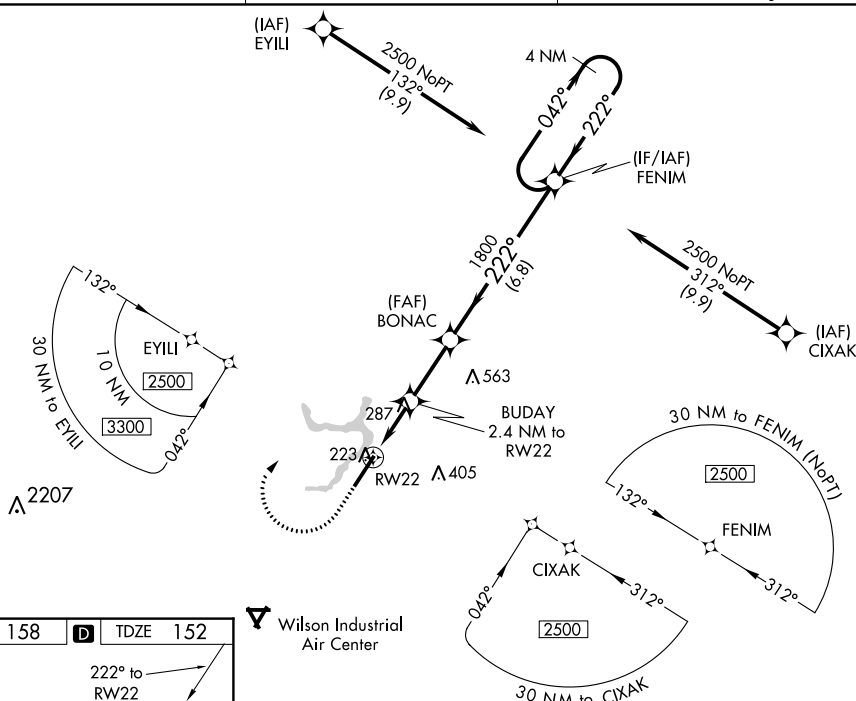 (IAF)
EYILI
2500 NoPT
132°
(9.9)
4 NM
042°
222°
(IF/IAF)
FENIM
1800
222°
(6.8)
2500 NoPT
312°
(9.9)
(IAF)
CIXAK
(FAF)
BONAC
563
287
BUDAY
2.4 NM to
RW22
223
RW22
405
132°
EYILI
10 NM
2500
30 NM to EYILI
3300
042°
2207
30 NM to FENIM (NoPT)
2500
132°
FENIM
312°
CIXAK
042°
312°
2500
30 NM to CIXAK
Wilson Industrial
Air Center
158 D TDZE 152
222° to
RW22